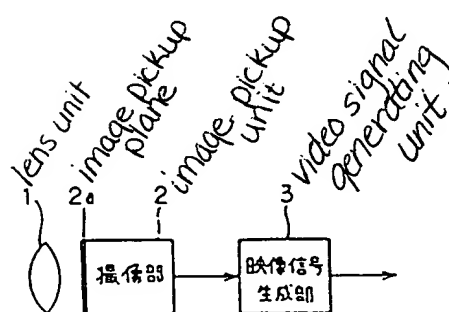 lens unit
image pickup
plane
image pickup
unit
video signal
generating
unit
1
2a
2
3
撮像部
映像信号
生成部